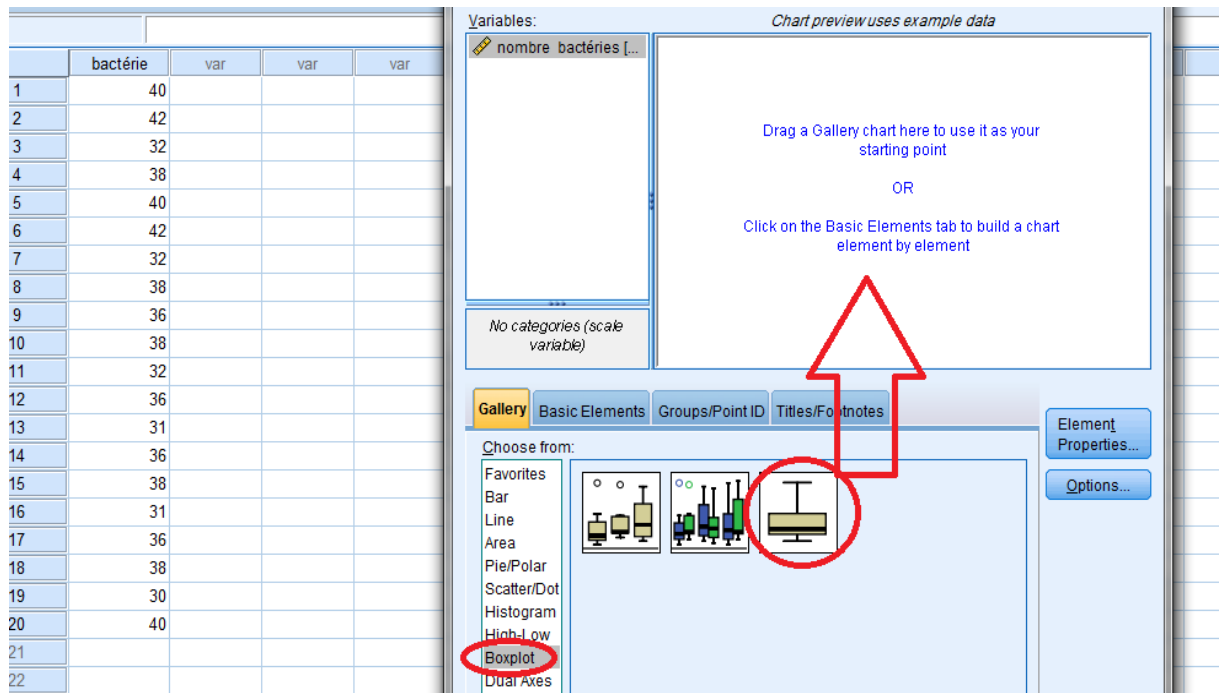 Variables:
Chart preview uses example data
nombre bactéries [...
bactérie var var var
1 40
2 42
3 32
4 38
5 40
6 42
7 32
8 38
9 36
10 38
11 32
12 36
13 31
14 36
15 38
16 31
17 36
18 38
19 30
20 40
21
22
Drag a Gallery chart here to use it as your
starting point
OR
Click on the Basic Elements tab to build a chart
element by element
No categories (scale
variable)
Gallery Basic Elements Groups/Point ID Titles/Footnotes
Element
Properties...
Options...
Choose from:
Favorites
Bar
Line
Area
Pie/Polar
Scatter/Dot
Histogram
High-Low
Boxplot
Dual Axes